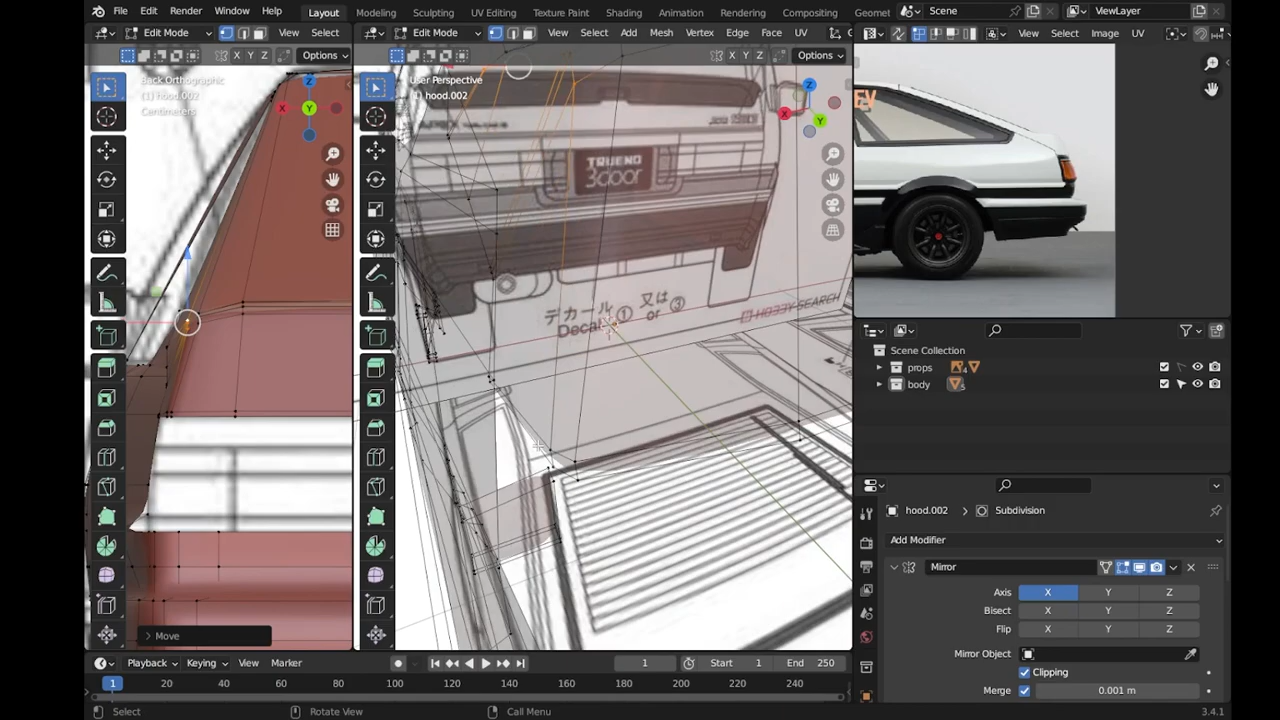 File Edit Render Window Help Layout Modeling Sculpting UV Editing Texture Paint Shading Animation Rendering Compositing Geomet Scene ViewLayer
Edit Mode View Select
Edit Mode View Select Add Mesh Vertex Edge Face UV
View Select Image UV
X Y Z Options
X Y Z Options
Back Orthographic
(1) hood.002
Centimeters
Z
X
Y
User Perspective
(1) hood.002
Z
X
Y
TRUENO
3door
デカール ① 又は ③
Decal or
HOBBY SEARCH
EV
Scene Collection
props 4
body 5
hood.002 > Subdivision
Add Modifier
Mirror
Axis X Y Z
Bisect X Y Z
Flip X Y Z
Mirror Object
Clipping
Merge 0.001 m
Move
Playback Keying View Marker 1 Start 1 End 250
1 20 40 60 80 100 120 140 160 180 200 220 240
Select Rotate View Call Menu 3.4.1